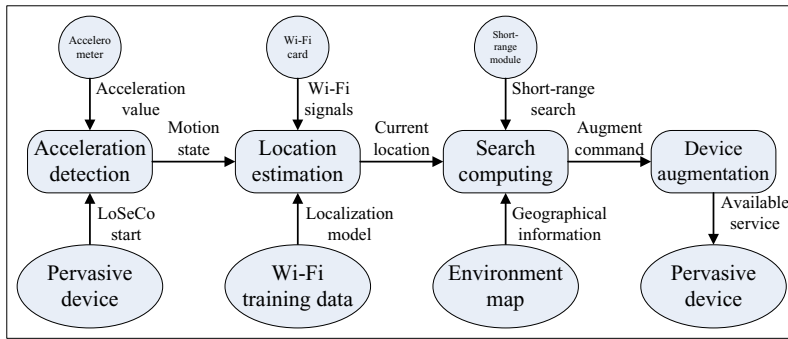 Accelero
meter
Wi-Fi
card
Short-
range
module
Acceleration
value
Wi-Fi
signals
Short-range
search
Acceleration
detection
Motion
state
Location
estimation
Current
location
Search
computing
Augment
command
Device
augmentation
LoSeCo
start
Localization
model
Geographical
information
Available
service
Pervasive
device
Wi-Fi
training data
Environment
map
Pervasive
device